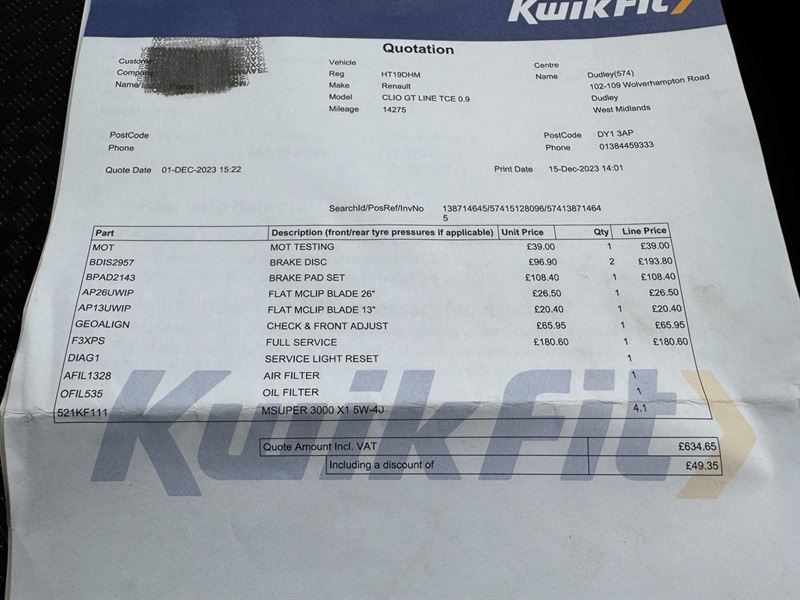 KwikFit
Quotation
Customer
Company
Name/
Vehicle
Reg HT19DHM
Make Renault
Model CLIO GT LINE TCE 0.9
Mileage 14275
Centre
Name Dudley(574)
102-109 Wolverhampton Road
Dudley
West Midlands
PostCode
Phone
PostCode DY1 3AP
Phone 01384459333
Quote Date 01-DEC-2023 15:22
Print Date 15-Dec-2023 14:01
SearchId/PosRef/InvNo 138714645/57415128096/57413871464
5
Part Description (front/rear tyre pressures if applicable) Unit Price Qty Line Price
MOT MOT TESTING £39.00 1 £39.00
BDIS2957 BRAKE DISC £96.90 2 £193.80
BPAD2143 BRAKE PAD SET £108.40 1 £108.40
AP26UWIP FLAT MCLIP BLADE 26" £26.50 1 £26.50
AP13UWIP FLAT MCLIP BLADE 13" £20.40 1 £20.40
GEOALIGN CHECK & FRONT ADJUST £65.95 1 £65.95
F3XPS FULL SERVICE £180.60 1 £180.60
DIAG1 SERVICE LIGHT RESET 1
AFIL1328 AIR FILTER 1
OFIL535 OIL FILTER 1
521KF111 MSUPER 3000 X1 5W-40 4.1
KwikFit
Quote Amount Incl. VAT £634.65
Including a discount of £49.35